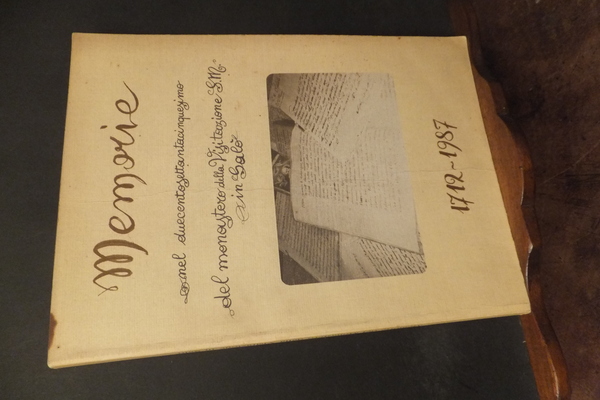 Memorie
nel duecentosettantacinquesimo
del monastero della Visitazione S.M.
in Salò
1712-1987